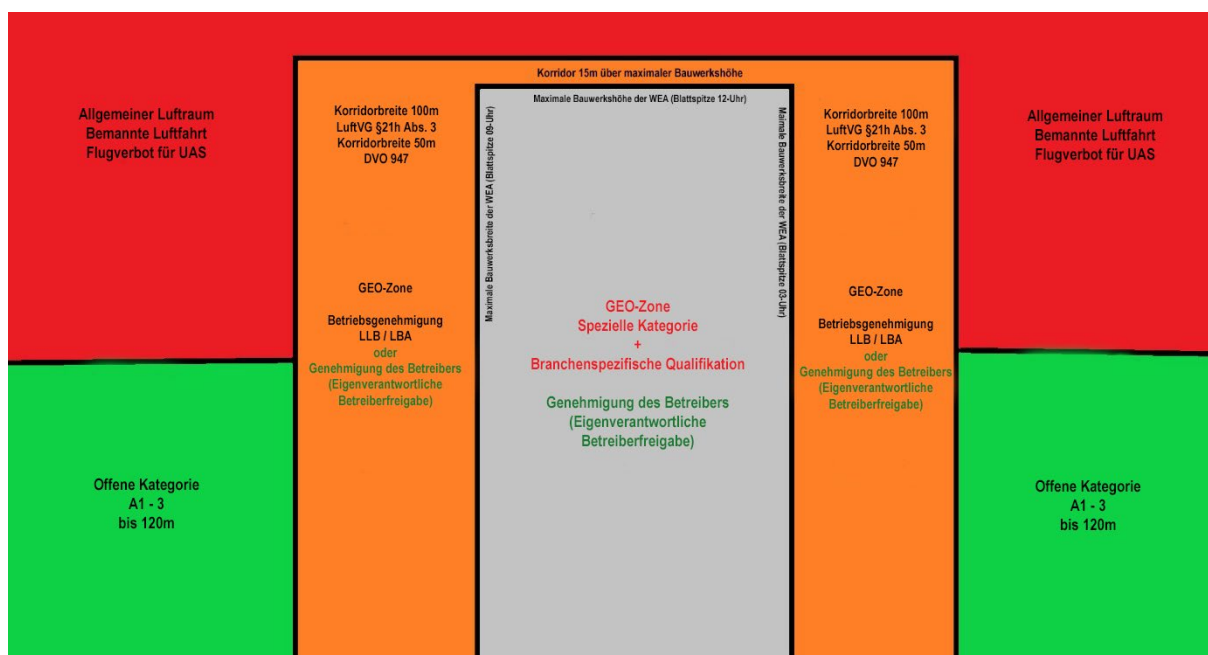 Korridor 15m über maximaler Bauwerkshöhe
Maximale Bauwerkshöhe der WEA (Blattspitze 12-Uhr)
Allgemeiner Luftraum
Bemannte Luftfahrt
Flugverbot für UAS
Korridorbreite 100m
LuftVG §21h Abs. 3
Korridorbreite 50m
DVO 947
Maximale Bauwerksbreite der WEA (Blattspitze 09-Uhr)
Maimale Bauwerksbreite der WEA (Blattspitze 03-Uhr)
Korridorbreite 100m
LuftVG §21h Abs. 3
Korridorbreite 50m
DVO 947
Allgemeiner Luftraum
Bemannte Luftfahrt
Flugverbot für UAS
GEO-Zone
Betriebsgenehmigung
LLB / LBA
oder
Genehmigung des Betreibers
(Eigenverantwortliche
Betreiberfreigabe)
GEO-Zone
Spezielle Kategorie
+
Branchenspezifische Qualifikation
Genehmigung des Betreibers
(Eigenverantwortliche
Betreiberfreigabe)
GEO-Zone
Betriebsgenehmigung
LLB / LBA
oder
Genehmigung des Betreibers
(Eigenverantwortliche
Betreiberfreigabe)
Offene Kategorie
A1 - 3
bis 120m
Offene Kategorie
A1 - 3
bis 120m